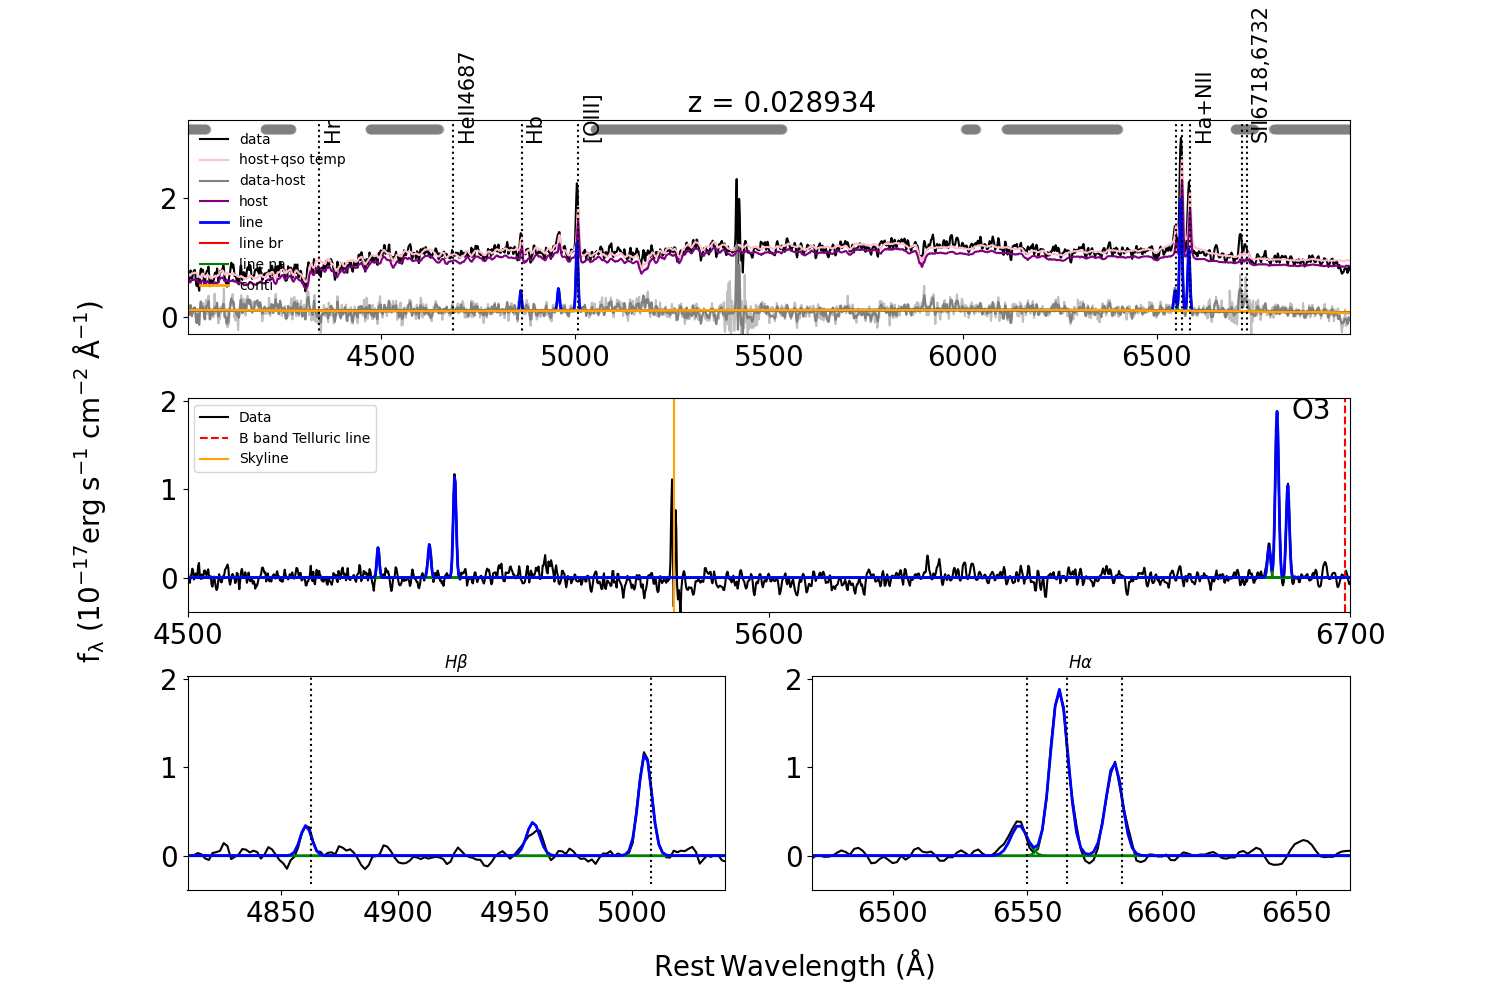 Hr
HeII4687
Hb
[OIII]
Ha+NII
SII6718,6732
z = 0.028934
data
host+qso temp
data-host
host
line
line br
line na
conti
2
0
4500
5000
5500
6000
6500
f_λ (10^{-17}erg s^{-1} cm^{-2} Å^{-1})
O3
Data
B band Telluric line
Skyline
2
1
0
4500
5600
6700
Hβ
2
1
0
4850
4900
4950
5000
Hα
2
1
0
6500
6550
6600
6650
Rest Wavelength (Å)